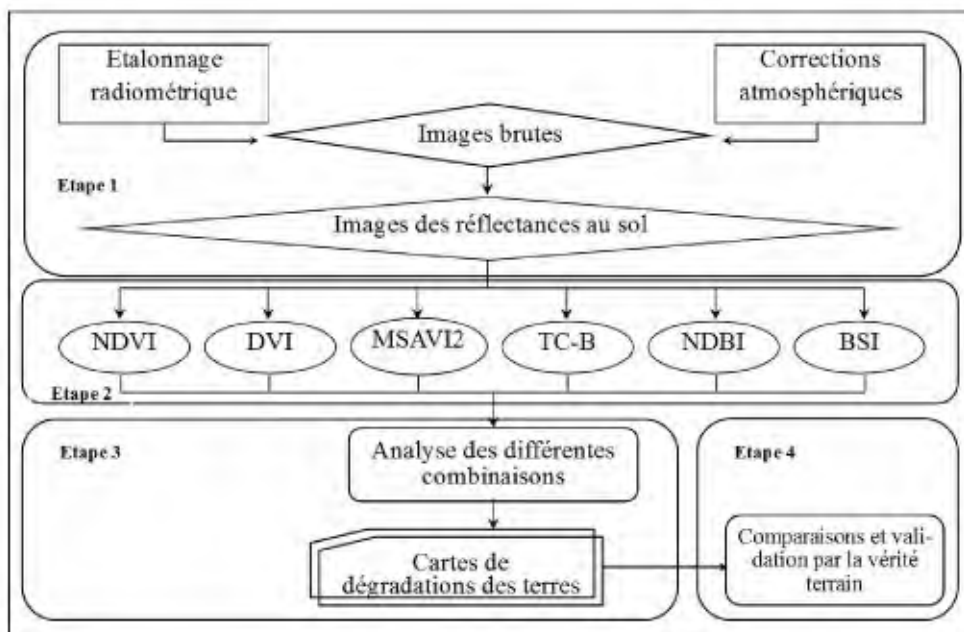 Etalonnage
radiométrique
Corrections
atmosphériques
Images brutes
Etape 1
Images des réflectances au sol
NDVI
DVI
MSAVI2
TC-B
NDBI
BSI
Etape 2
Etape 3
Analyse des différentes
combinaisons
Etape 4
Cartes de
dégradations des terres
Comparaisons et vali-
dation par la vérité
terrain